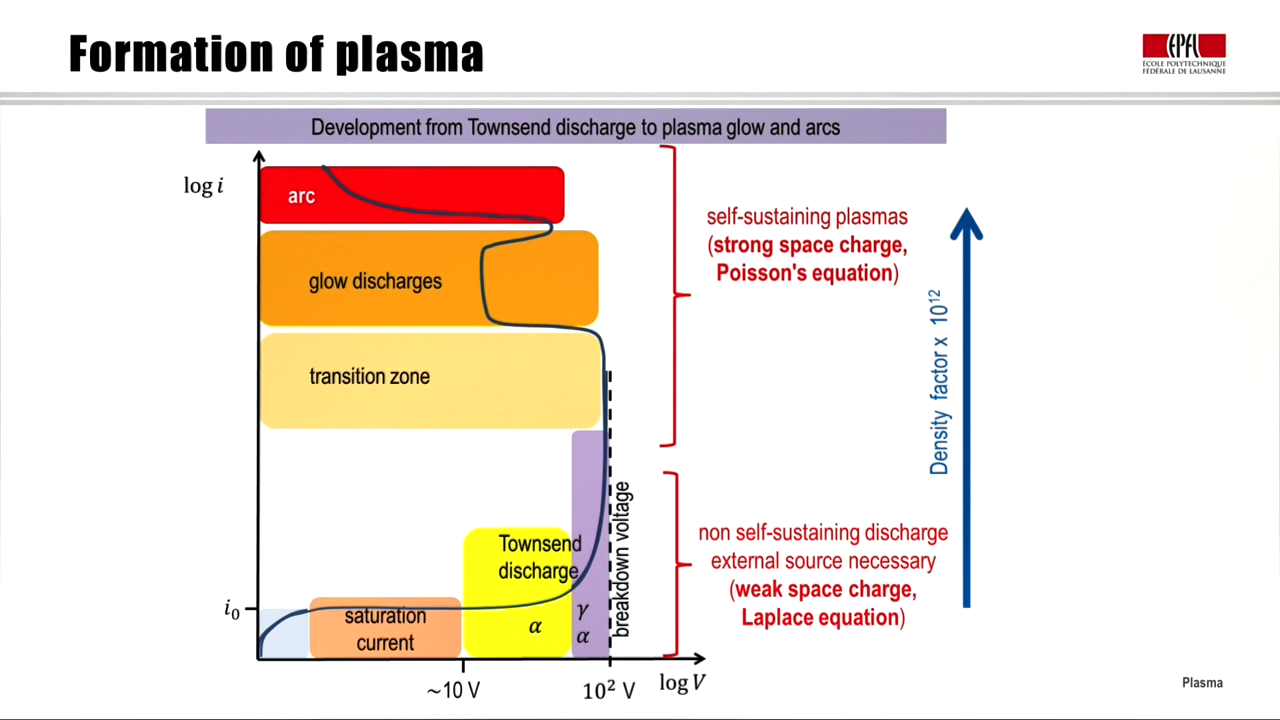 Formation of plasma
EPFL
ÉCOLE POLYTECHNIQUE
FÉDÉRALE DE LAUSANNE
Development from Townsend discharge to plasma glow and arcs
log i
arc
glow discharges
transition zone
Townsend
discharge
saturation
current
α
γ
α
i₀
breakdown voltage
~10 V
10² V
log V
self-sustaining plasmas
(strong space charge,
Poisson's equation)
non self-sustaining discharge
external source necessary
(weak space charge,
Laplace equation)
Density factor x 10¹²
Plasma